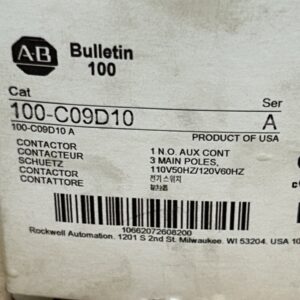 A-B Bulletin
100
Cat Ser
100-C09D10 A
100-C09D10 A PRODUCT OF USA
CONTACTOR 1 N.O. AUX CONT
CONTACTEUR 3 MAIN POLES,
SCHUETZ 110V50HZ/120V60HZ
CONTACTOR 전기 스위치
CONTATTORE
10662072608200
Rockwell Automation. 1201 S 2nd St. Milwaukee. WI 53204. USA